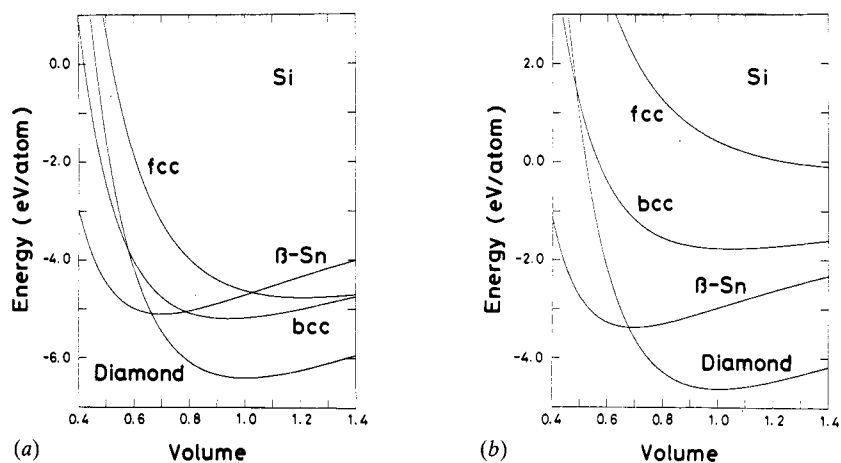 Si
0.0
-2.0
-4.0
-6.0
Energy (eV/atom)
fcc
ß-Sn
bcc
Diamond
0.4 0.6 0.8 1.0 1.2 1.4
(a) Volume
Si
2.0
0.0
-2.0
-4.0
Energy (eV/atom)
fcc
bcc
ß-Sn
Diamond
0.4 0.6 0.8 1.0 1.2 1.4
(b) Volume